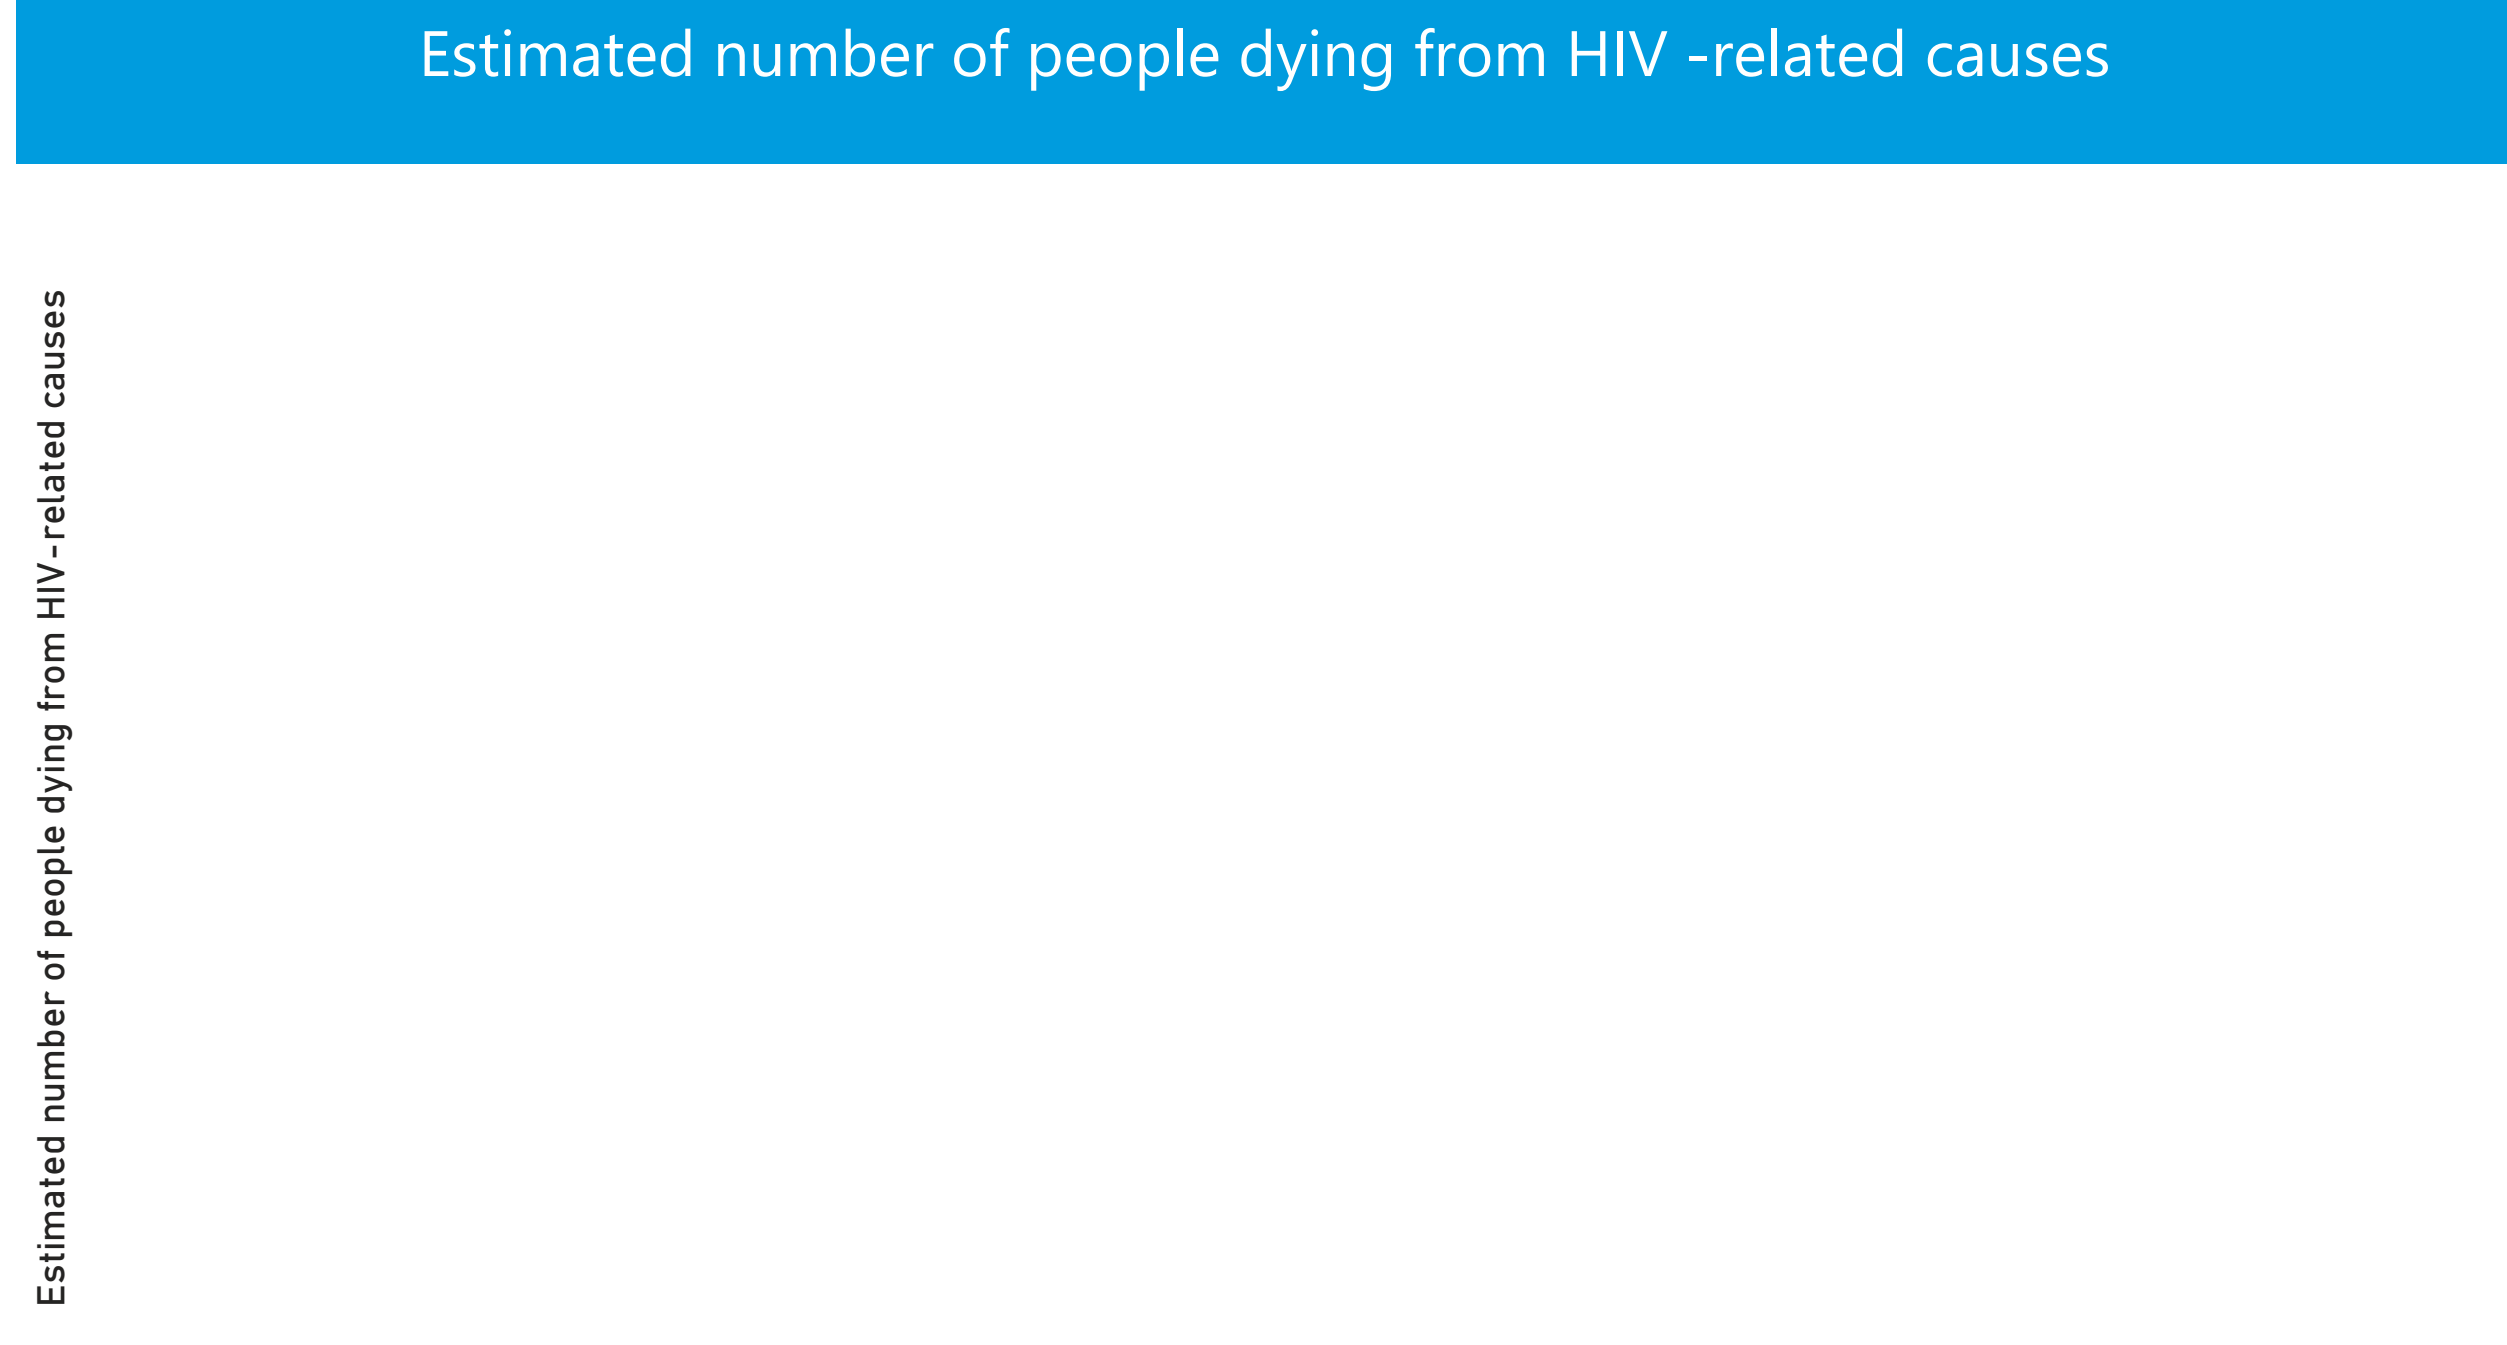 Estimated number of people dying from HIV -related causes
Estimated number of people dying from HIV-related causes